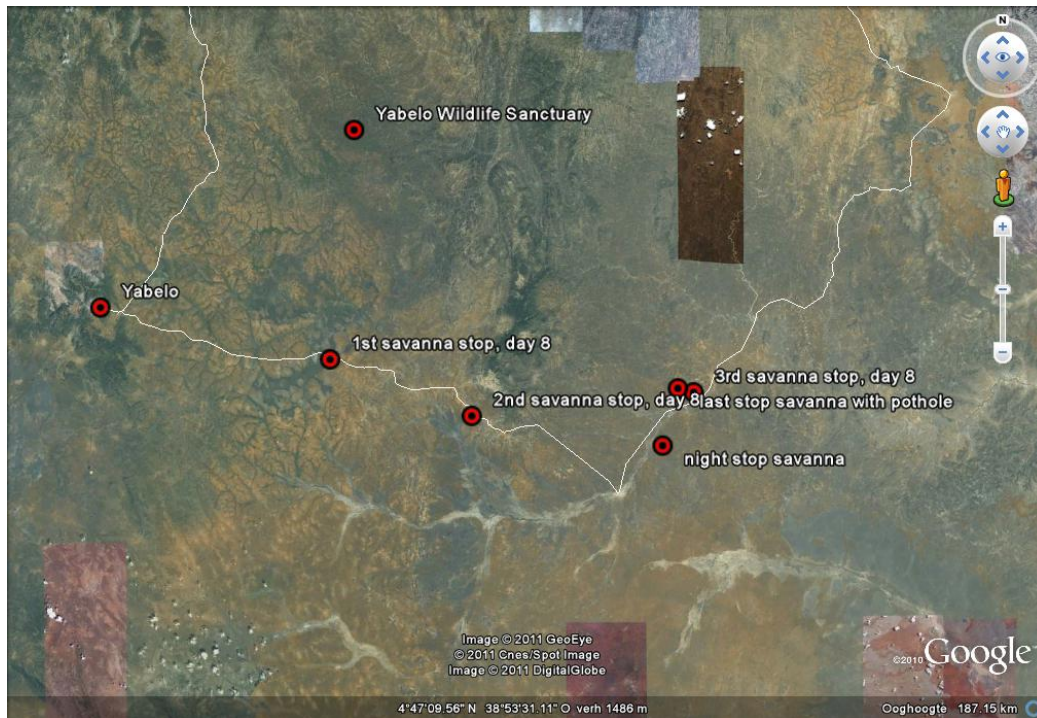 N
Yabelo Wildlife Sanctuary
Yabelo
1st savanna stop, day 8
3rd savanna stop, day 8
2nd savanna stop, day 8
last stop savanna with pothole
night stop savanna
Image © 2011 GeoEye
© 2011 Cnes/Spot Image
Image © 2011 DigitalGlobe
©2010 Google
4°47'09.56" N 38°53'31.11" O verh 1486 m
Ooghoogte 187.15 km